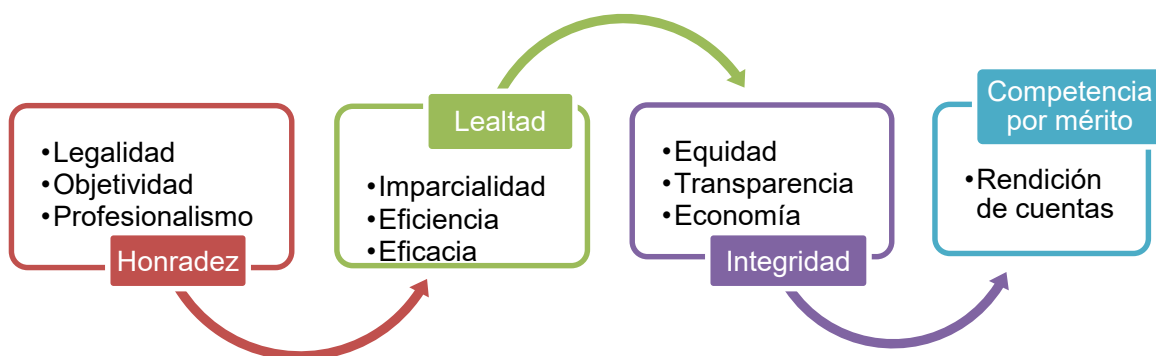 •Legalidad
•Objetividad
•Profesionalismo
Honradez
Lealtad
•Imparcialidad
•Eficiencia
•Eficacia
•Equidad
•Transparencia
•Economía
Integridad
Competencia
por mérito
•Rendición
de cuentas